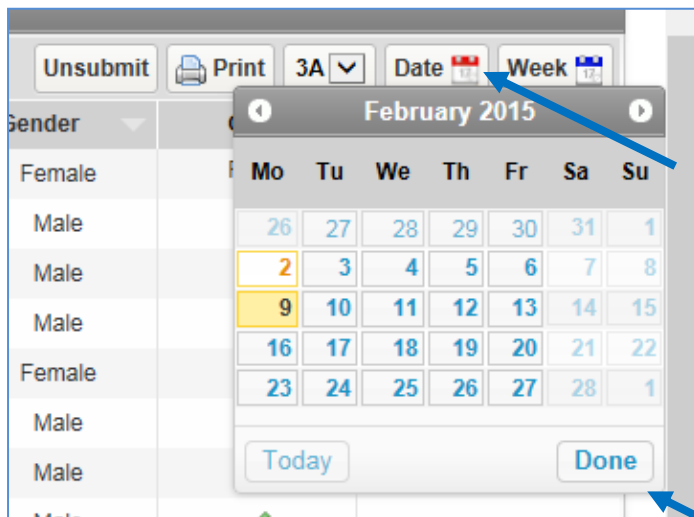 Unsubmit Print 3A Date Week
Gender
February 2015
Female
Mo Tu We Th Fr Sa Su
Male
26 27 28 29 30 31 1
Male
2 3 4 5 6 7 8
Male
9 10 11 12 13 14 15
Female
16 17 18 19 20 21 22
23 24 25 26 27 28 1
Male
Male
Today Done